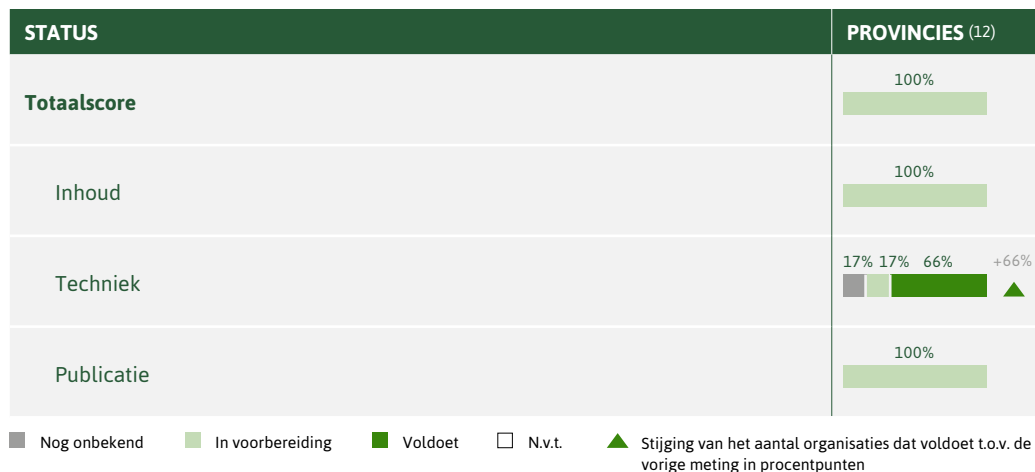 STATUS PROVINCIES (12)
100%
Totaalscore
100%
Inhoud
17% 17% 66% +66%
Techniek
100%
Publicatie
Nog onbekend In voorbereiding Voldoet N.v.t. Stijging van het aantal organisaties dat voldoet t.o.v. de
vorige meting in procentpunten